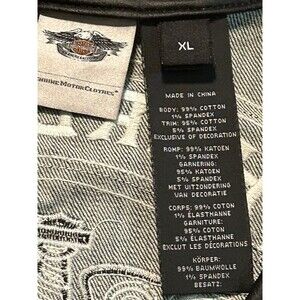 XL
GENUINE MOTORCLOTHES
MADE IN CHINA
BODY: 99% COTTON
1% SPANDEX
TRIM: 95% COTTON
5% SPANDEX
EXCLUSIVE OF DECORATION
ROMP: 99% KATOEN
1% SPANDEX
GARNERING:
95% KATOEN
5% SPANDEX
MET UITZONDERING
VAN DECORATIE
CORPS: 99% COTON
1% ÉLASTHANNE
GARNITURE:
95% COTON
5% ÉLASTHANNE
EXCLUT LES DÉCORATIONS
KÖRPER:
99% BAUMWOLLE
1% SPANDEX
BESATZ: